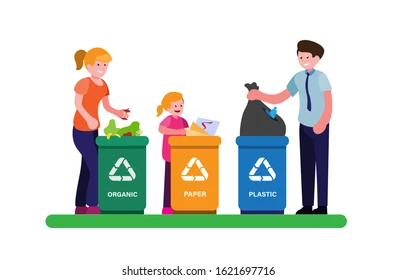 ORGANIC
PAPER
PLASTIC
shutterstock.com · 1621697716